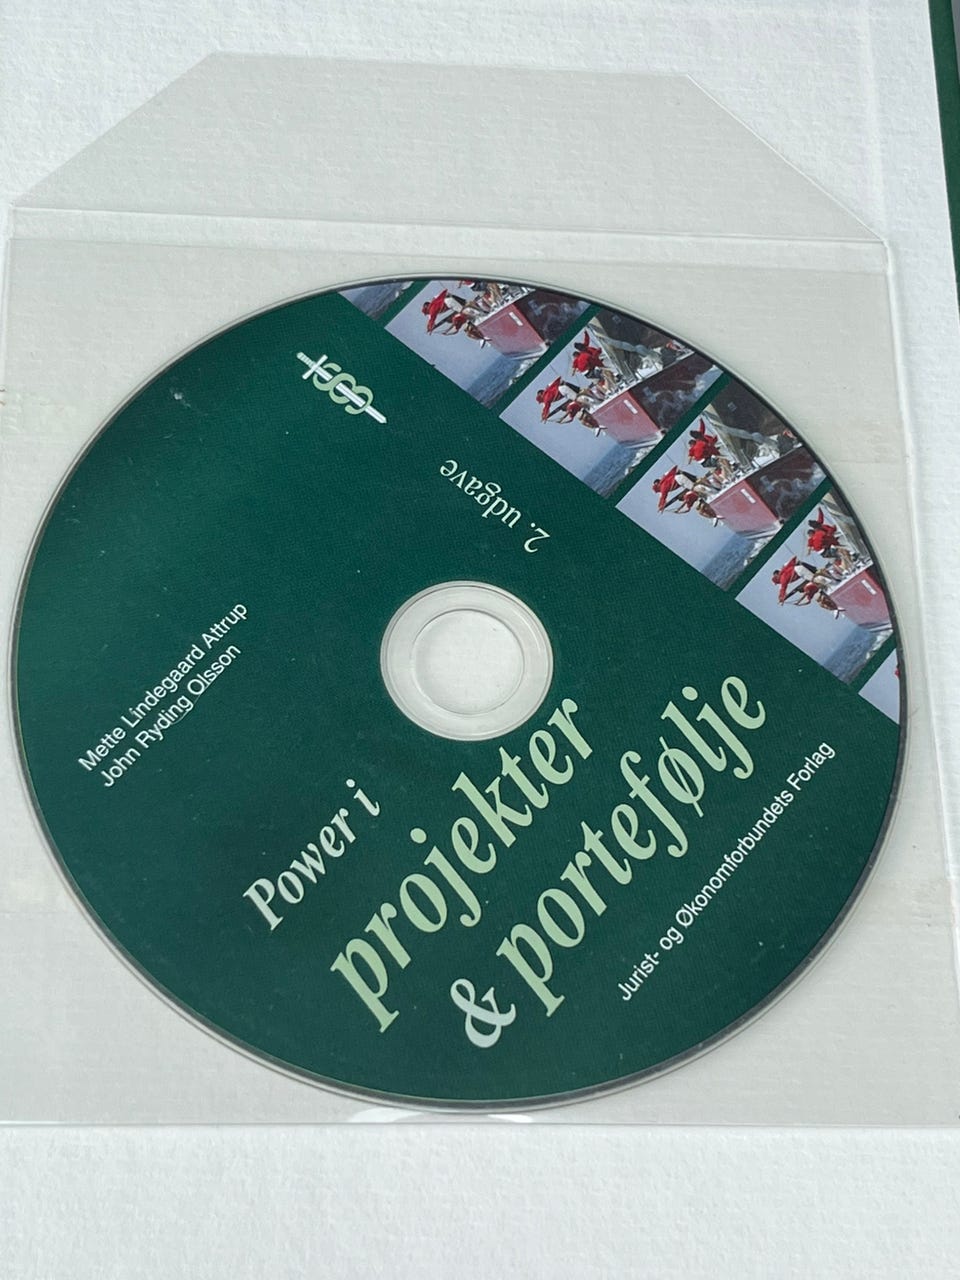 Mette Lindegaard Attrup
John Ryding Olsson
Power i
projekter
& portefølje
Jurist- og Økonomforbundets Forlag
2. udgave